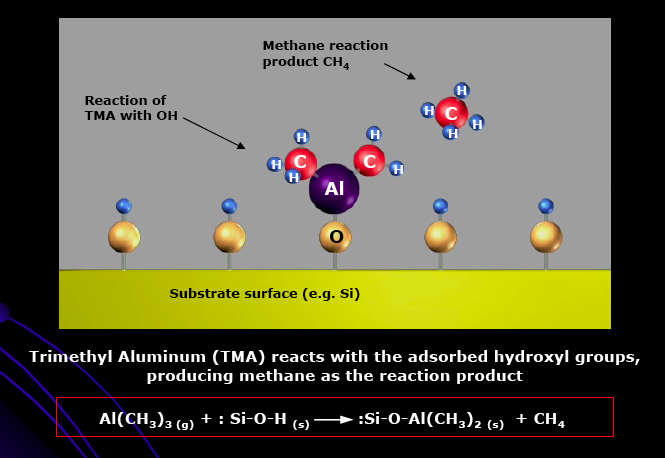 Methane reaction
product CH₄
Reaction of
TMA with OH
H
H
C
H
H
H
H
C
H
H
C
H
Al
O
Substrate surface (e.g. Si)
Trimethyl Aluminum (TMA) reacts with the adsorbed hydroxyl groups,
producing methane as the reaction product
Al(CH₃)₃ (g) + : Si-O-H (s) ⟶ :Si-O-Al(CH₃)₂ (s) + CH₄